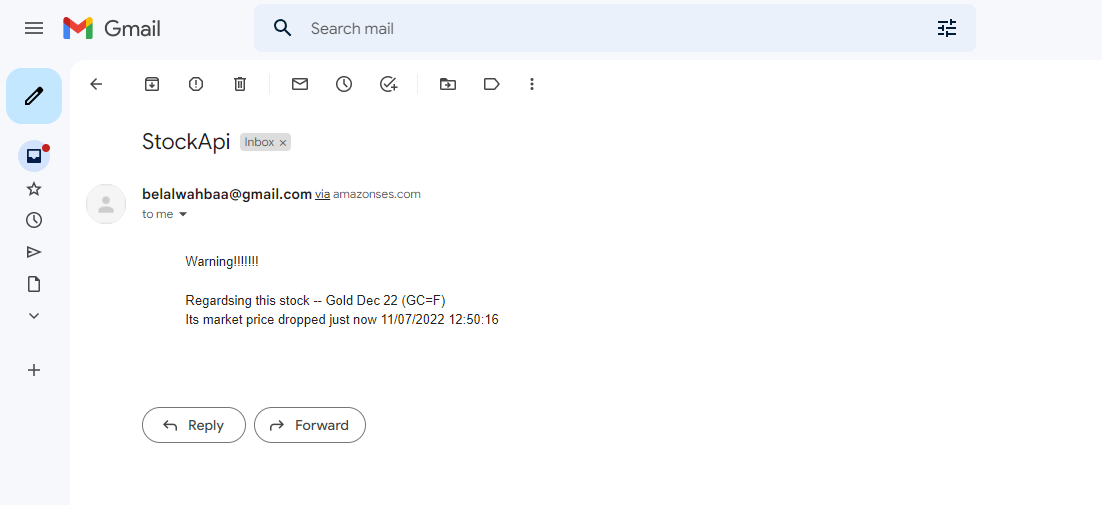 Gmail
Search mail
StockApi Inbox ×
belalwahbaa@gmail.com via amazonses.com
to me
Warning!!!!!!!
Regardsing this stock -- Gold Dec 22 (GC=F)
Its market price dropped just now 11/07/2022 12:50:16
Reply Forward